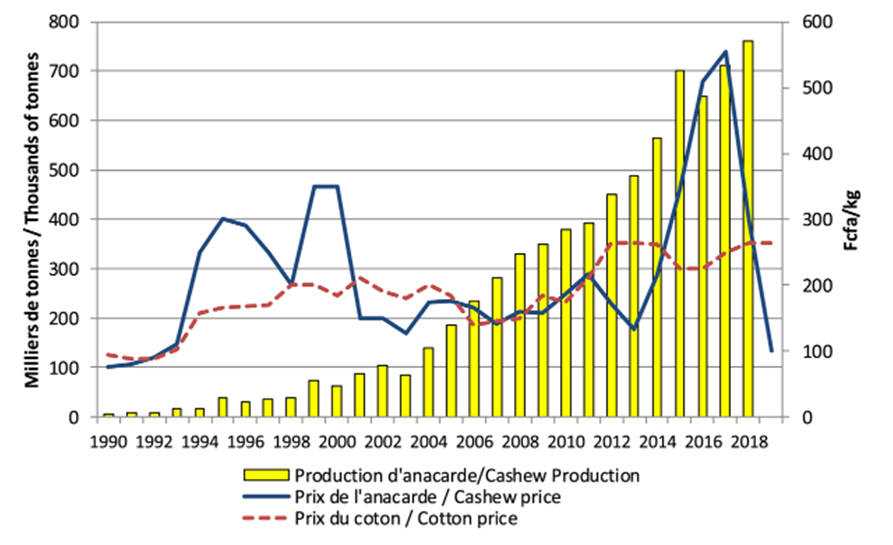 800
700
600
500
400
300
200
100
0
Milliers de tonnes / Thousands of tonnes
600
500
400
300
200
100
0
Fcfa/kg
1990 1992 1994 1996 1998 2000 2002 2004 2006 2008 2010 2012 2014 2016 2018
Production d'anacarde/Cashew Production
Prix de l'anacarde / Cashew price
Prix du coton / Cotton price